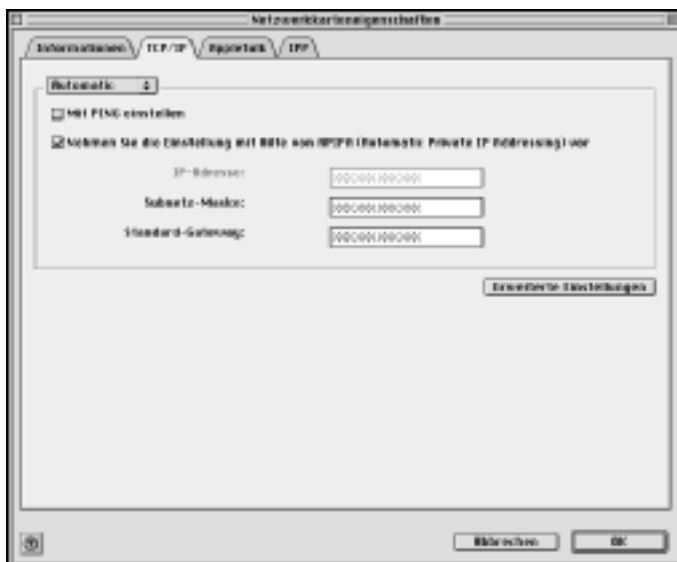 Netzwerkkarteneigenschaften
Informationen TCP/IP AppleTalk IPP
Automatic
Mit PING einstellen
Nehmen Sie die Einstellung mit Hilfe von APIPA (Automatic Private IP Addressing) vor
IP-Adresse:
Subnetz-Maske:
Standard-Gateway:
Erweiterte Einstellungen
Abbrechen OK